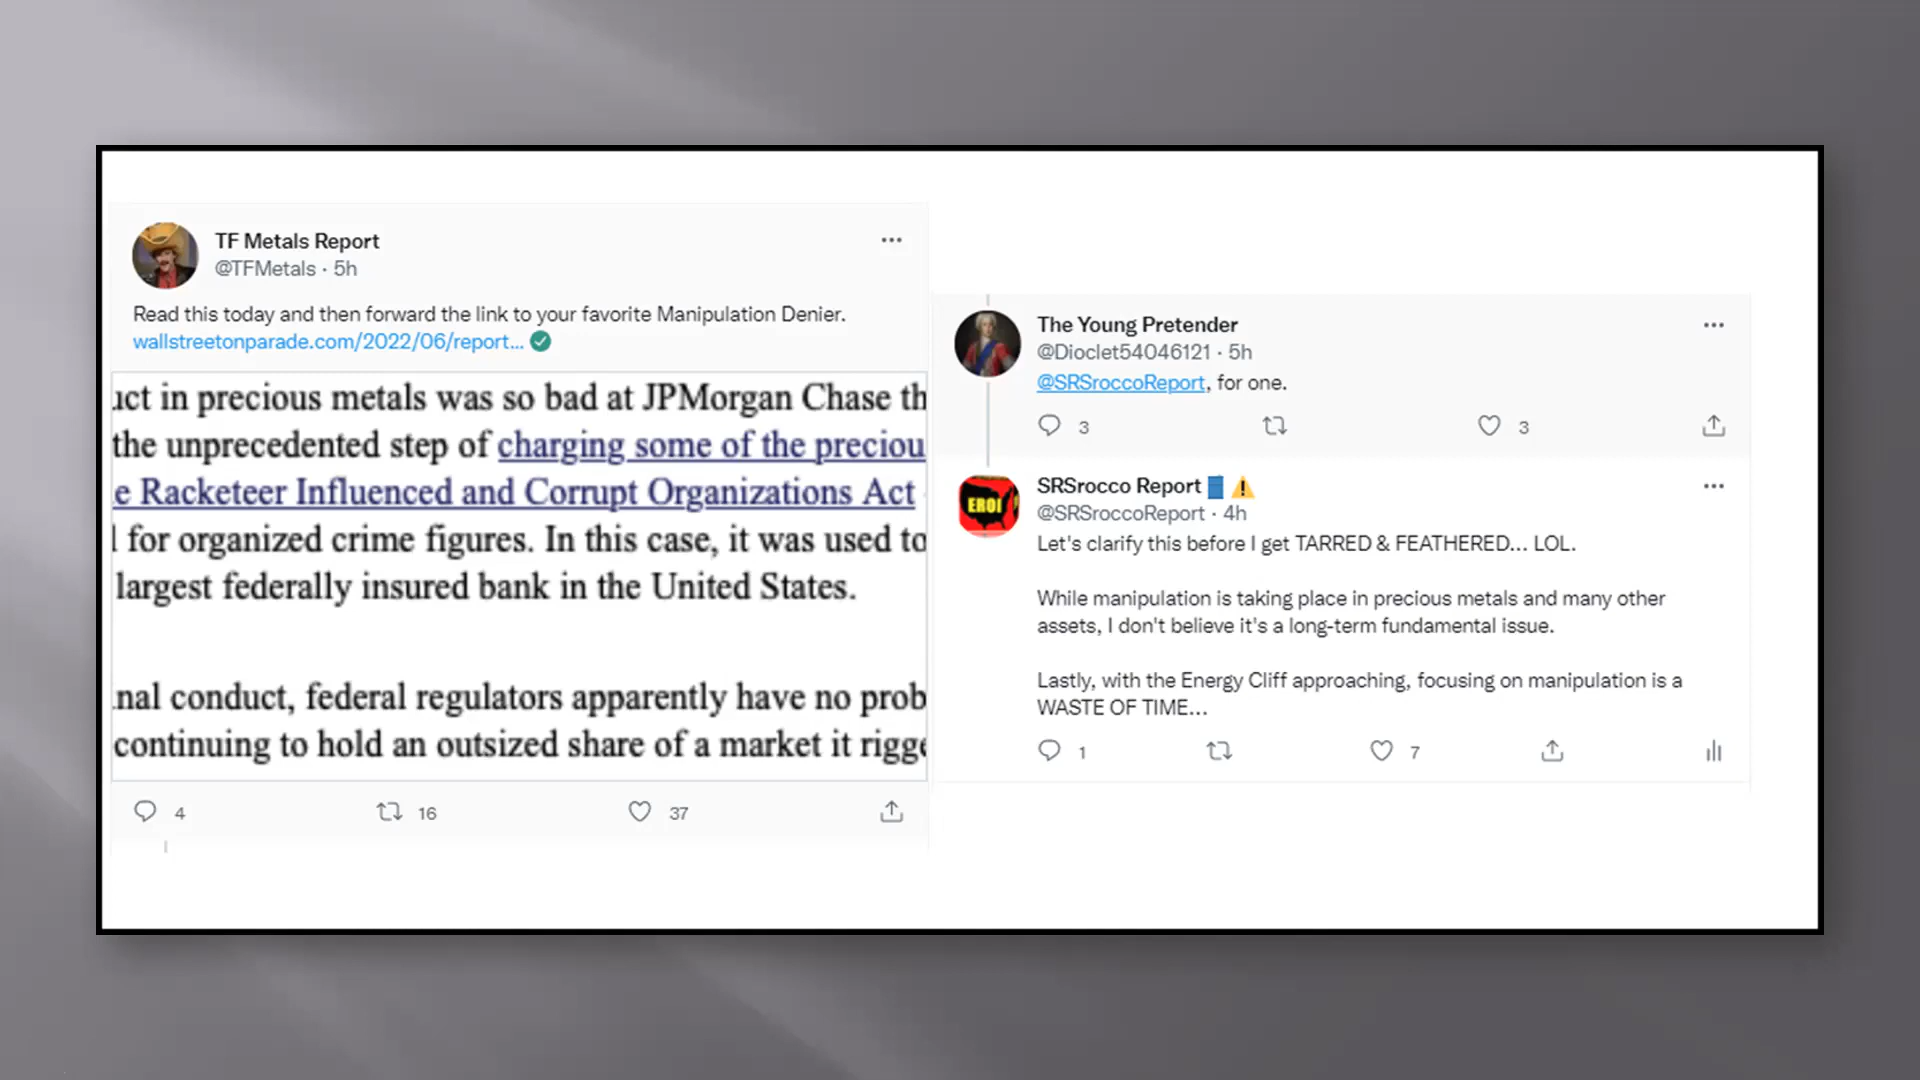 TF Metals Report
@TFMetals · 5h
Read this today and then forward the link to your favorite Manipulation Denier.
wallstreetonparade.com/2022/06/report...
uct in precious metals was so bad at JPMorgan Chase th
the unprecedented step of charging some of the preciou
e Racketeer Influenced and Corrupt Organizations Act
l for organized crime figures. In this case, it was used to
largest federally insured bank in the United States.
nal conduct, federal regulators apparently have no prob
continuing to hold an outsized share of a market it rigge
4 16 37
The Young Pretender
@Dioclet54046121 · 5h
@SRSroccoReport, for one.
3 3
EROI
SRSrocco Report
@SRSroccoReport · 4h
Let's clarify this before I get TARRED & FEATHERED... LOL.
While manipulation is taking place in precious metals and many other
assets, I don't believe it's a long-term fundamental issue.
Lastly, with the Energy Cliff approaching, focusing on manipulation is a
WASTE OF TIME...
1 7